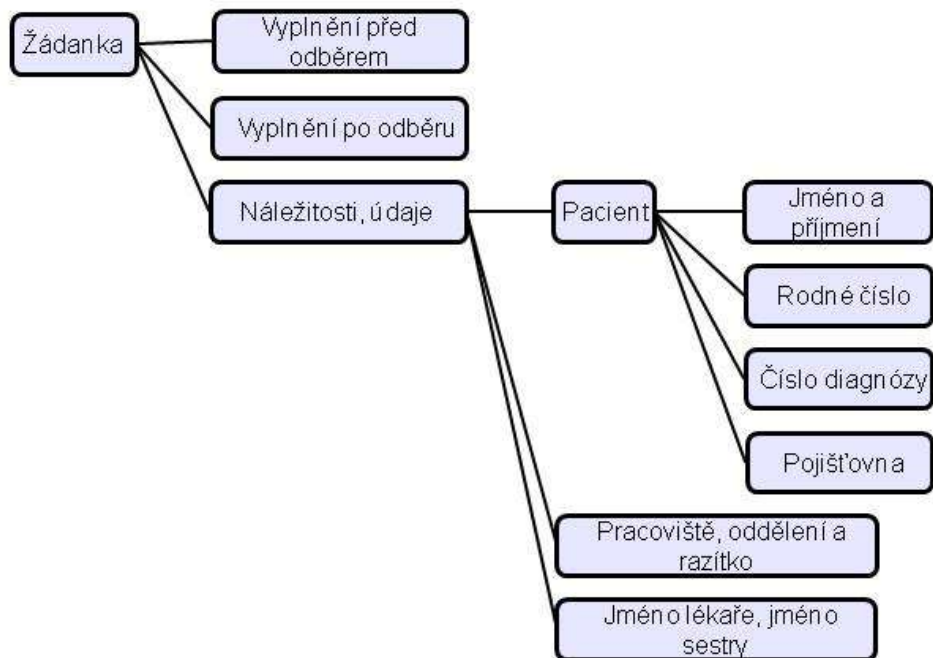 Žádanka
Vyplnění před
odběrem
Vyplnění po odběru
Náležitosti, údaje
Pacient
Jméno a
příjmení
Rodné číslo
Číslo diagnózy
Pojišťovna
Pracoviště, oddělení a
razítko
Jméno lékaře, jméno
sestry